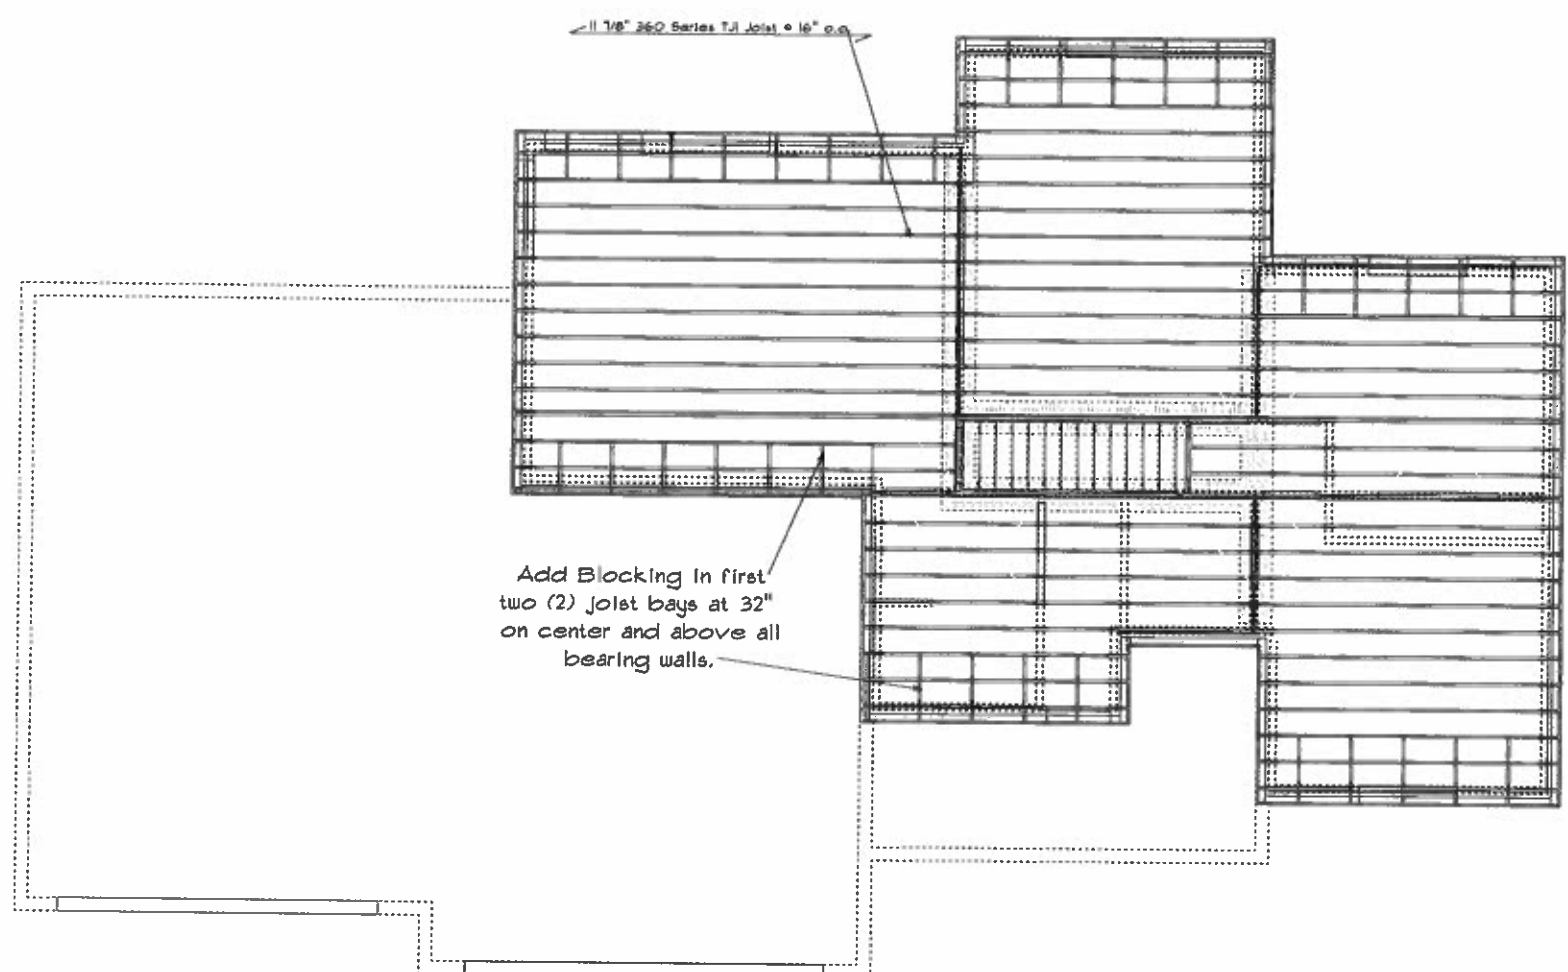 11 7/8" 360 Series TJI Joist @ 16" o.c.
Add Blocking in first
two (2) joist bays at 32"
on center and above all
bearing walls.